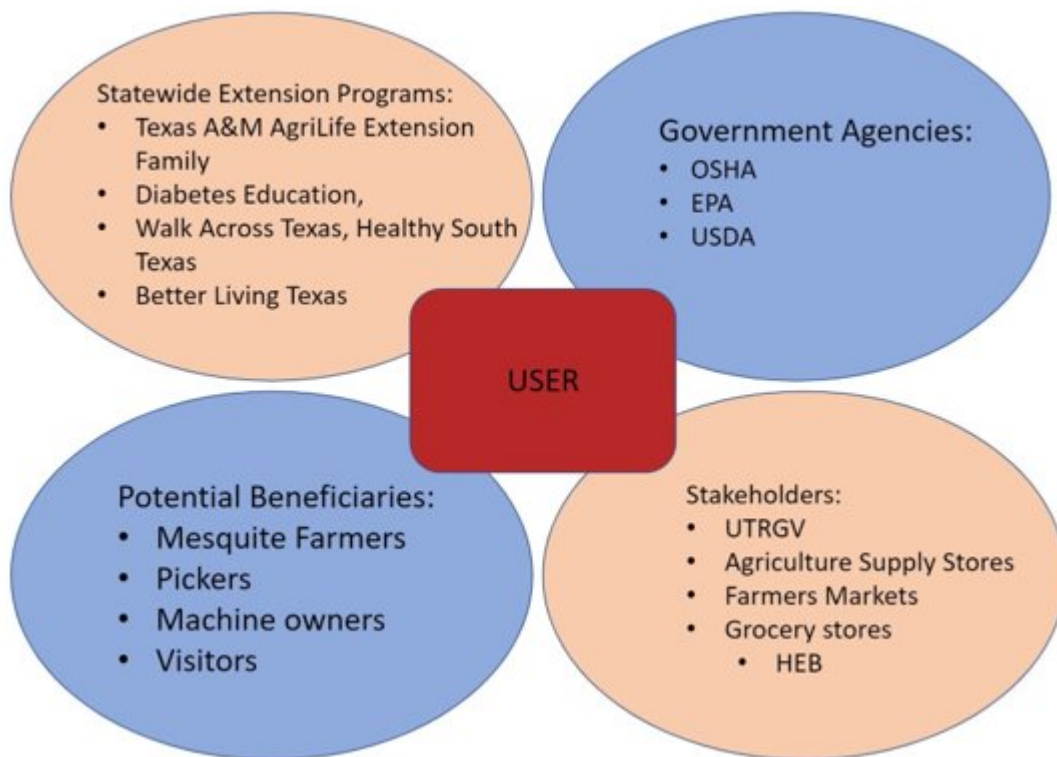 Statewide Extension Programs:
• Texas A&M AgriLife Extension
Family
• Diabetes Education,
• Walk Across Texas, Healthy South
Texas
• Better Living Texas
Government Agencies:
• OSHA
• EPA
• USDA
USER
Potential Beneficiaries:
• Mesquite Farmers
• Pickers
• Machine owners
• Visitors
Stakeholders:
• UTRGV
• Agriculture Supply Stores
• Farmers Markets
• Grocery stores
• HEB